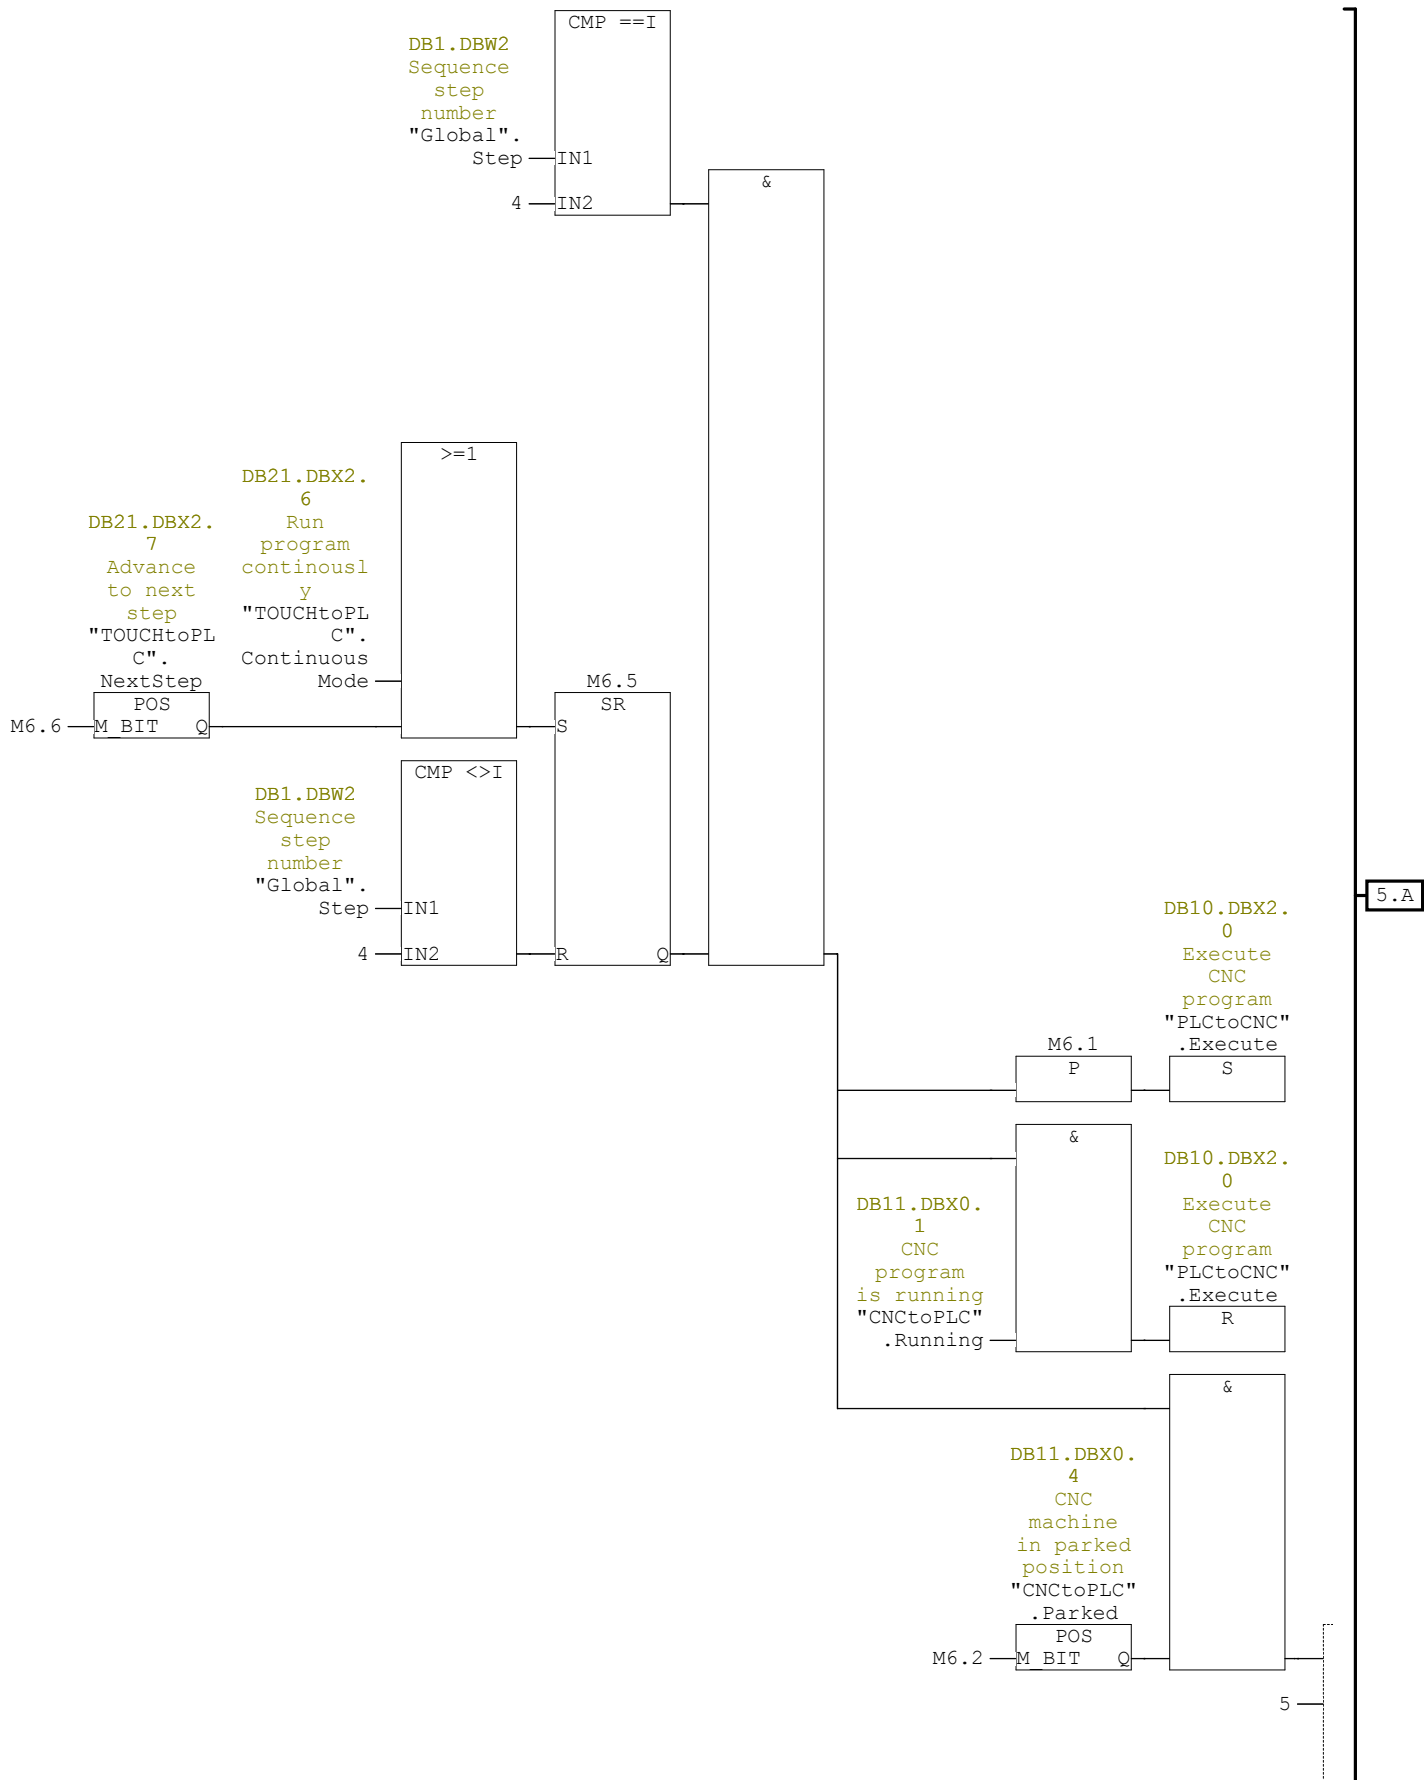 CMP ==I
DB1.DBW2
Sequence
step
number
"Global".
Step
IN1
4
IN2
&
>=1
DB21.DBX2.
6
Run
program
continousl
y
"TOUCHtoPL
C".
Continuous
Mode
DB21.DBX2.
7
Advance
to next
step
"TOUCHtoPL
C".
NextStep
POS
M6.6
M_BIT Q
M6.5
SR
S
CMP <>I
DB1.DBW2
Sequence
step
number
"Global".
Step
IN1
4
IN2
R Q
5.A
DB10.DBX2.
0
Execute
CNC
program
"PLCtoCNC"
.Execute
M6.1
P
S
&
DB11.DBX0.
1
CNC
program
is running
"CNCtoPLC"
.Running
DB10.DBX2.
0
Execute
CNC
program
"PLCtoCNC"
.Execute
R
&
DB11.DBX0.
4
CNC
machine
in parked
position
"CNCtoPLC"
.Parked
POS
M6.2
M_BIT Q
5